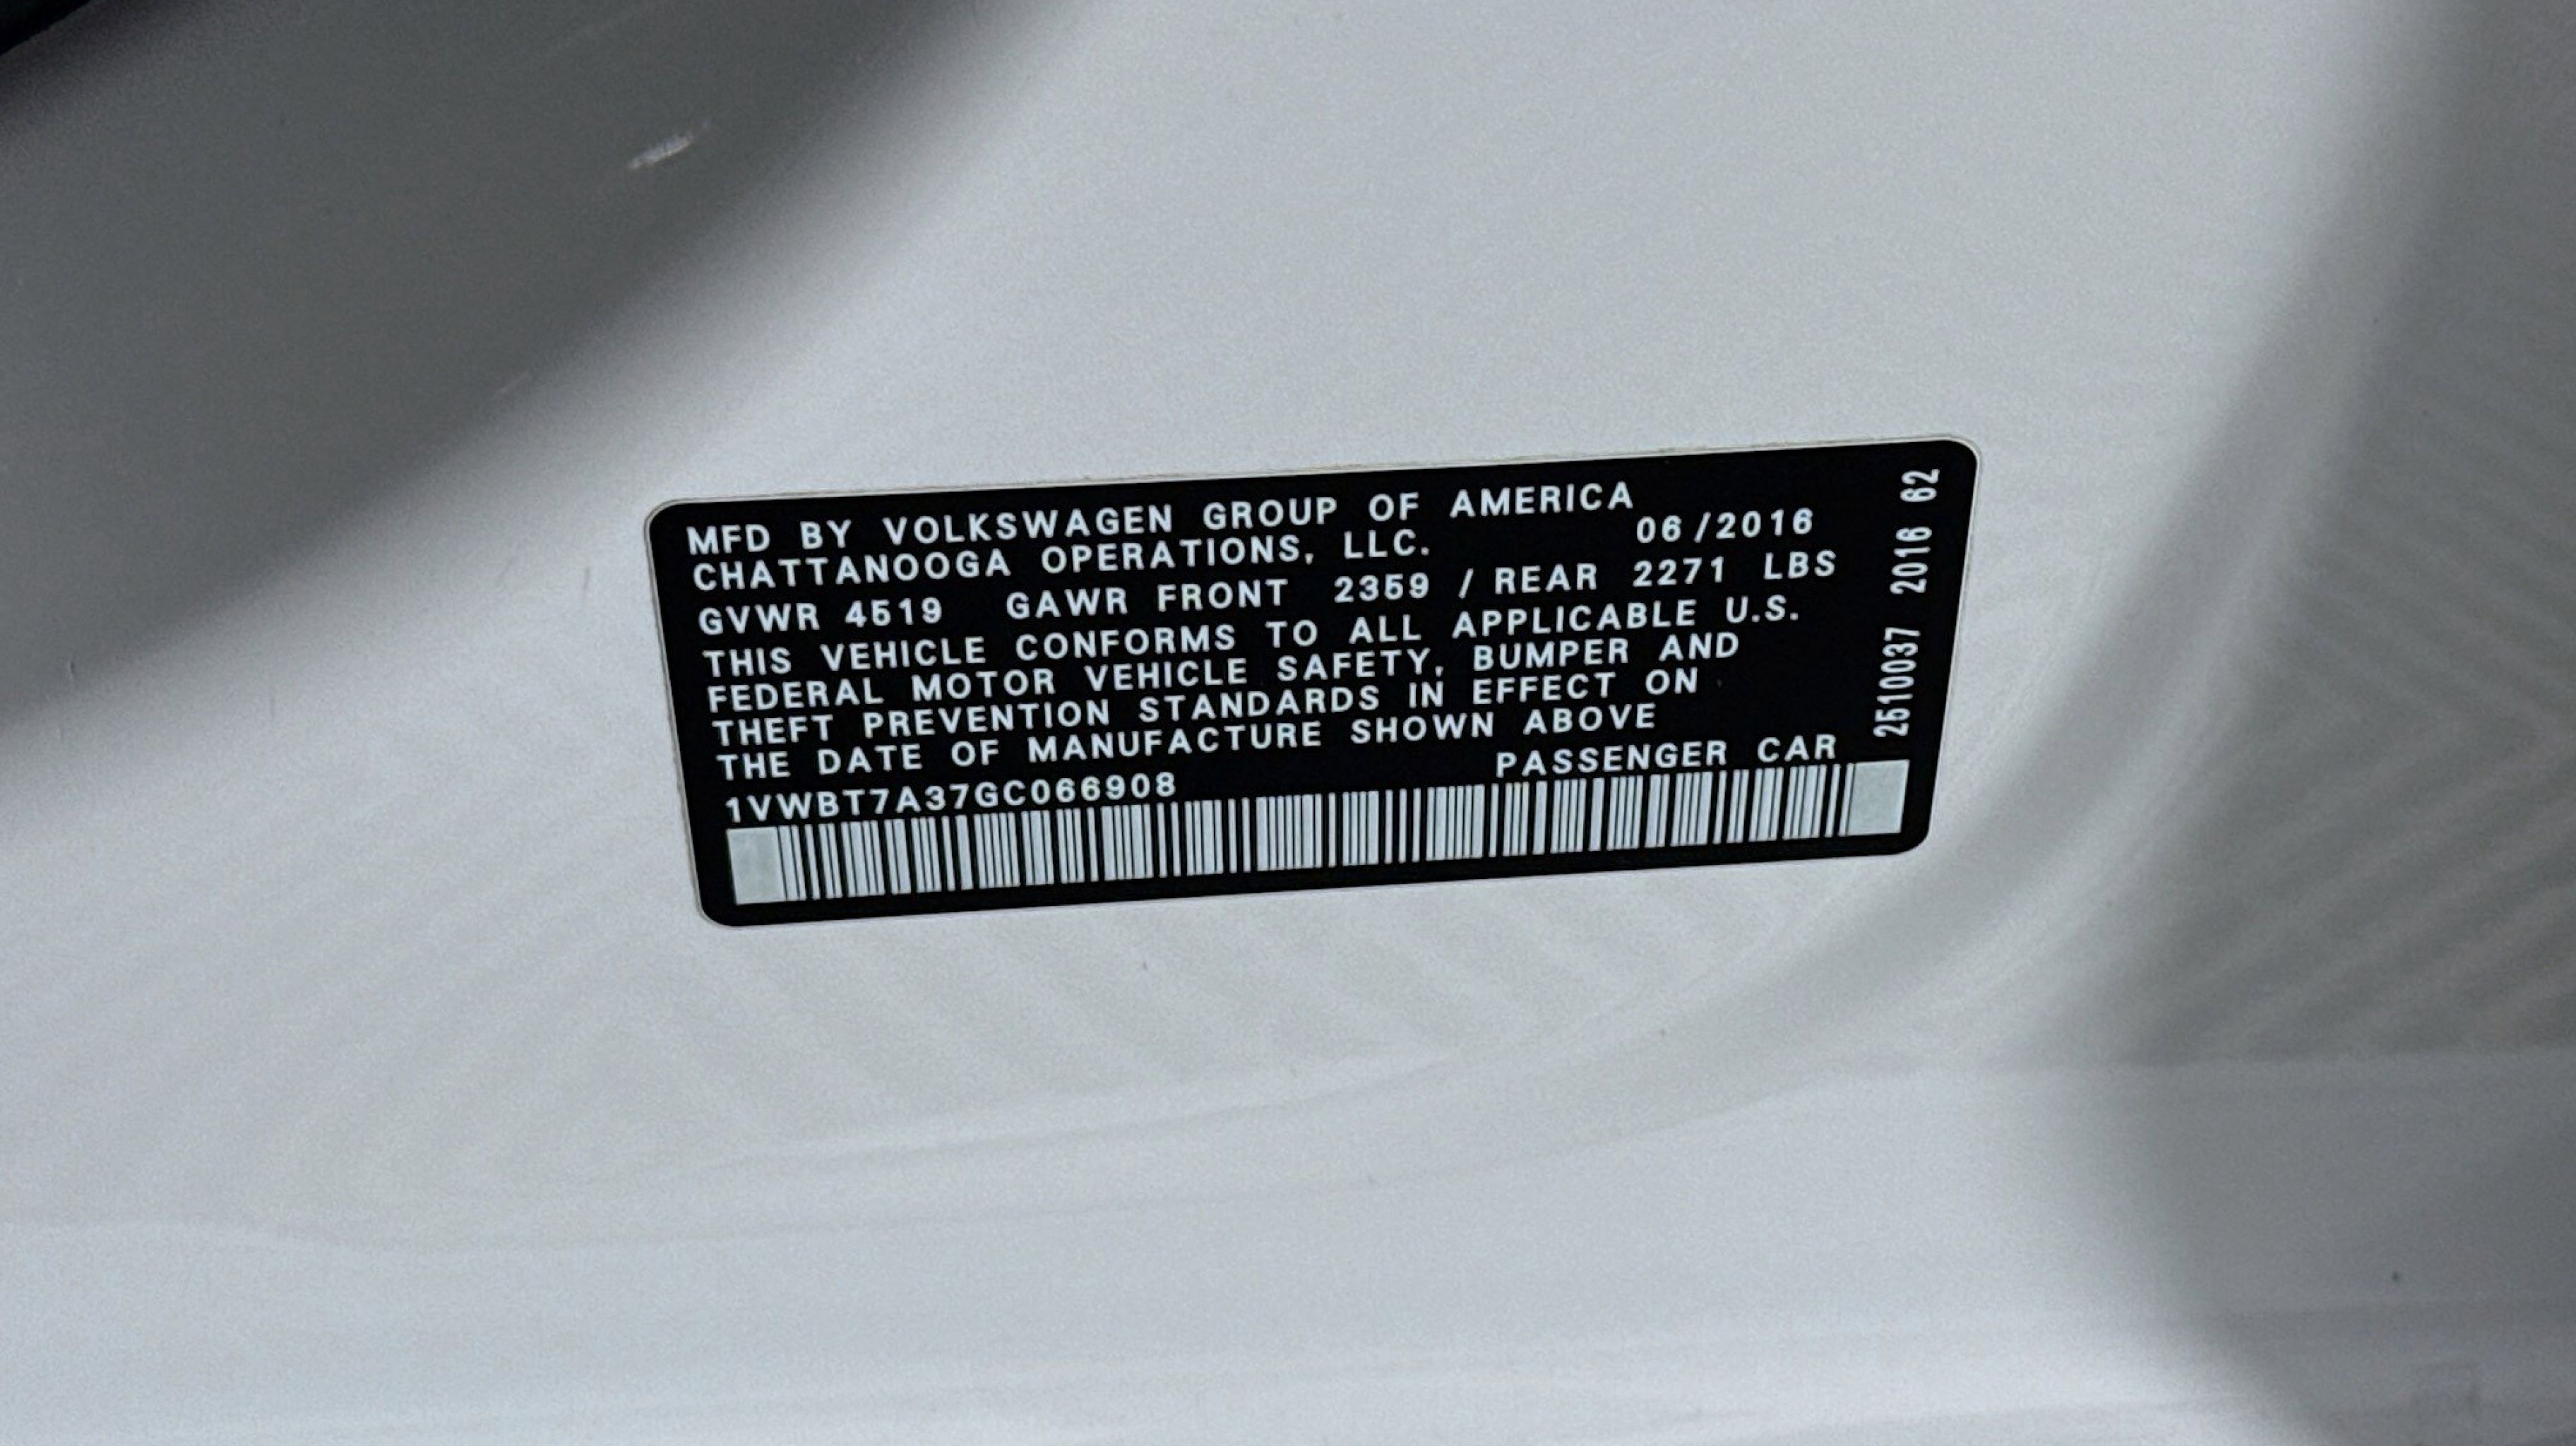 MFD BY VOLKSWAGEN GROUP OF AMERICA
CHATTANOOGA OPERATIONS, LLC. 06/2016
GVWR 4519 GAWR FRONT 2359 / REAR 2271 LBS
THIS VEHICLE CONFORMS TO ALL APPLICABLE U.S.
FEDERAL MOTOR VEHICLE SAFETY, BUMPER AND
THEFT PREVENTION STANDARDS IN EFFECT ON
THE DATE OF MANUFACTURE SHOWN ABOVE
PASSENGER CAR
1VWBT7A37GC066908
2510037 2016 62